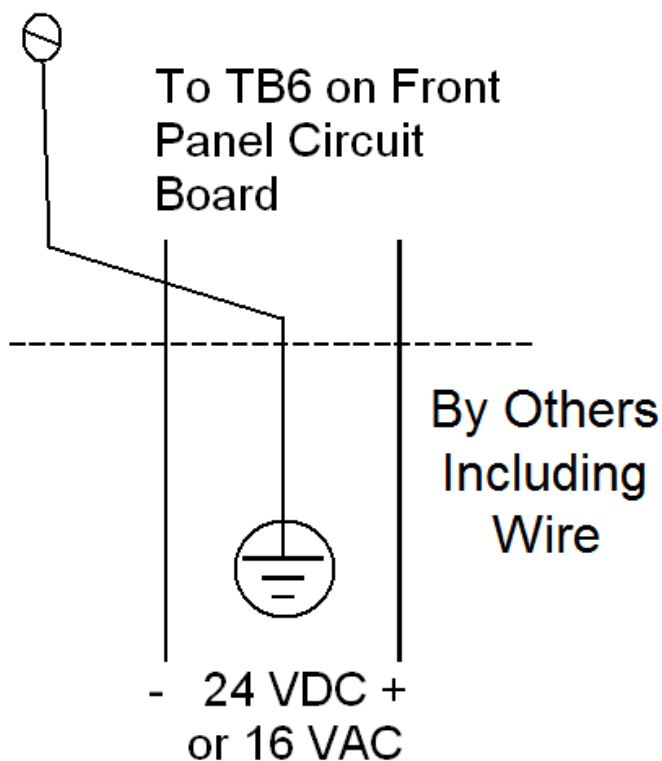 To TB6 on Front
Panel Circuit
Board
By Others
Including
Wire
- 24 VDC +
or 16 VAC